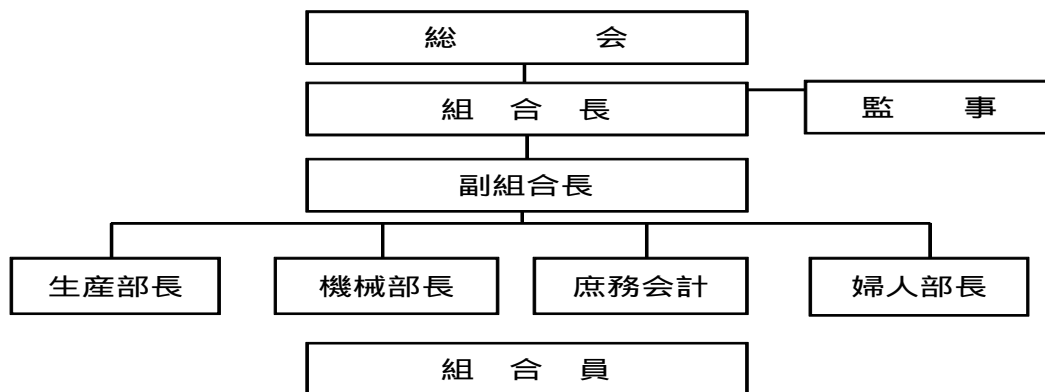 総会
組合長
監事
副組合長
生産部長 機械部長 庶務会計 婦人部長
組合員